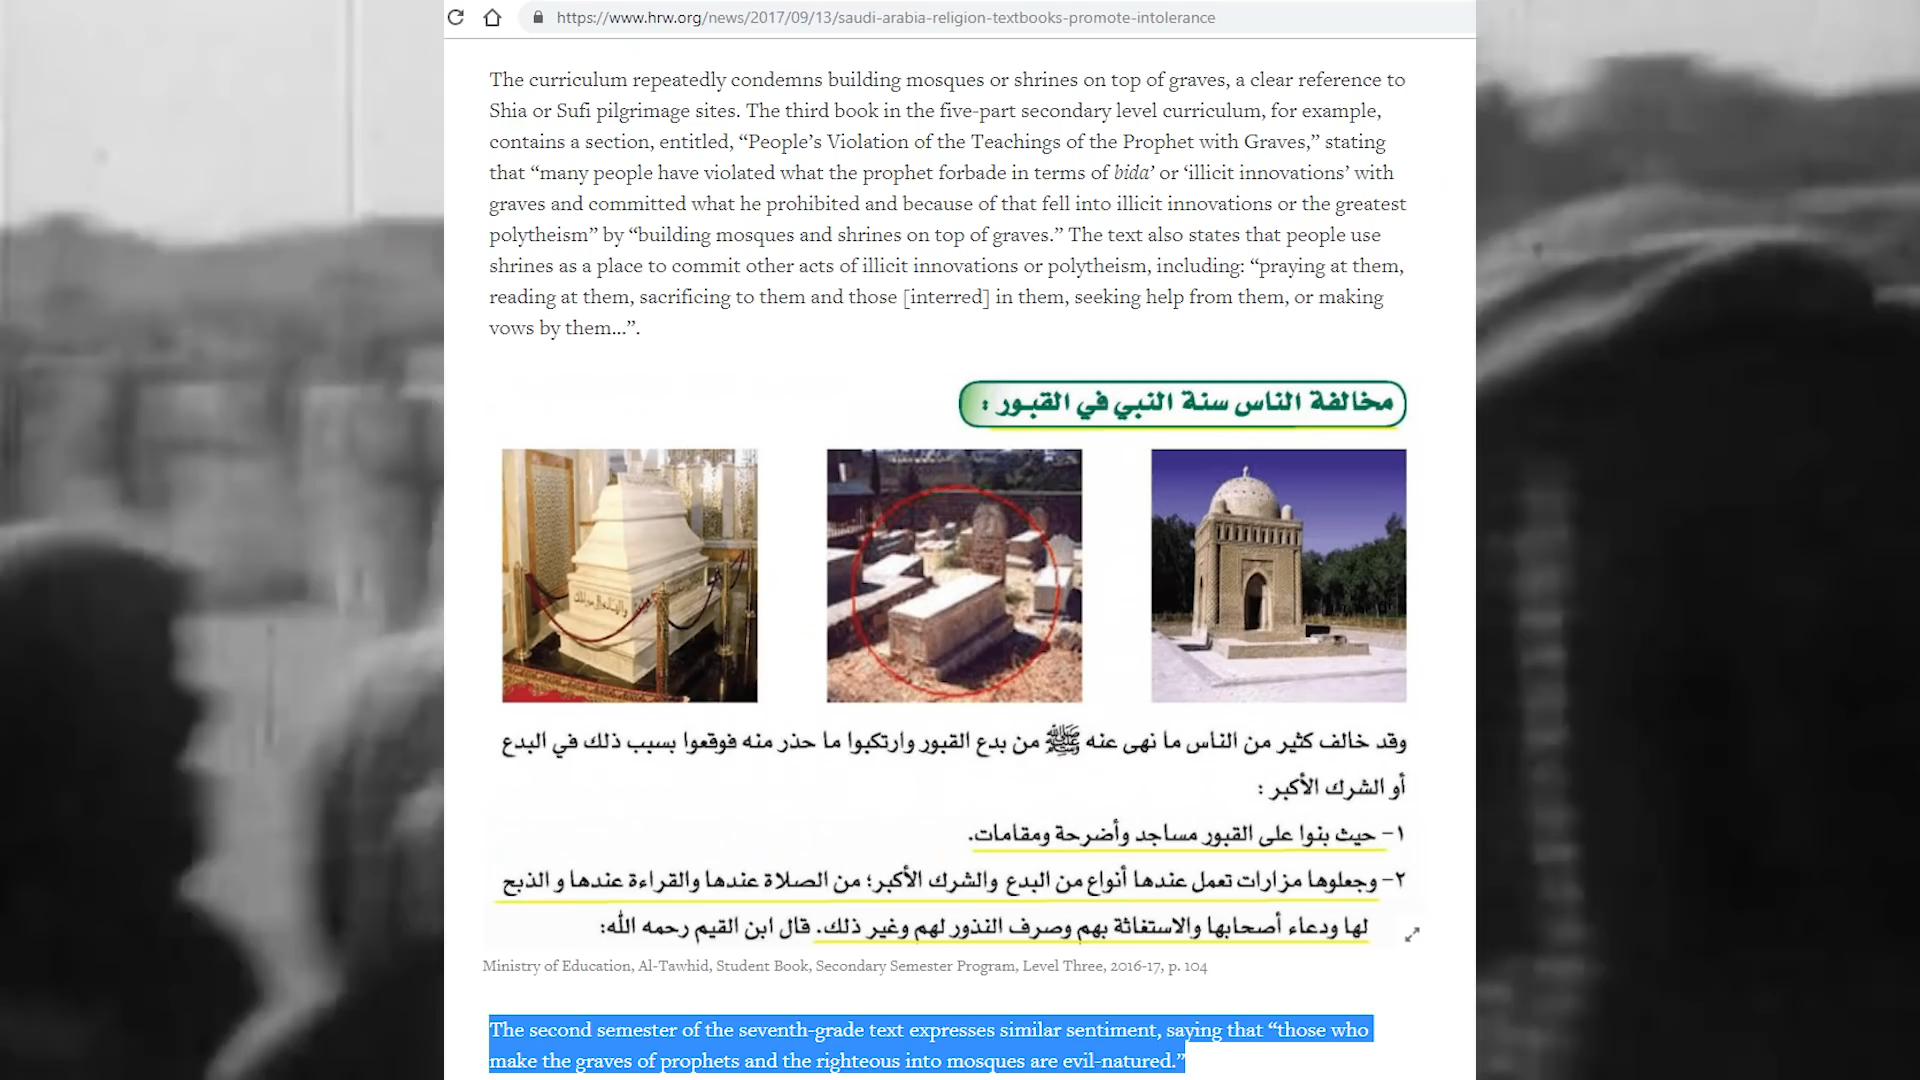 https://www.hrw.org/news/2017/09/13/saudi-arabia-religion-textbooks-promote-intolerance
The curriculum repeatedly condemns building mosques or shrines on top of graves, a clear reference to
Shia or Sufi pilgrimage sites. The third book in the five-part secondary level curriculum, for example,
contains a section, entitled, “People’s Violation of the Teachings of the Prophet with Graves,” stating
that “many people have violated what the prophet forbade in terms of bida’ or ‘illicit innovations’ with
graves and committed what he prohibited and because of that fell into illicit innovations or the greatest
polytheism” by “building mosques and shrines on top of graves.” The text also states that people use
shrines as a place to commit other acts of illicit innovations or polytheism, including: “praying at them,
reading at them, sacrificing to them and those [interred] in them, seeking help from them, or making
vows by them…”.
مخالفة الناس سنة النبي في القبور :
وقد خالف كثير من الناس ما نهى عنه ﷺ من بدع القبور وارتكبوا ما حذر منه فوقعوا بسبب ذلك في البدع
أو الشرك الأكبر :
١- حيث بنوا على القبور مساجد وأضرحة ومقامات.
٢- وجعلوها مزارات تعمل عندها أنواع من البدع والشرك الأكبر؛ من الصلاة عندها والقراءة عندها و الذبح
لها ودعاء أصحابها والاستغاثة بهم وصرف النذور لهم وغير ذلك. قال ابن القيم رحمه الله:
Ministry of Education, Al-Tawhid, Student Book, Secondary Semester Program, Level Three, 2016-17, p. 104
The second semester of the seventh-grade text expresses similar sentiment, saying that “those who
make the graves of prophets and the righteous into mosques are evil-natured.”